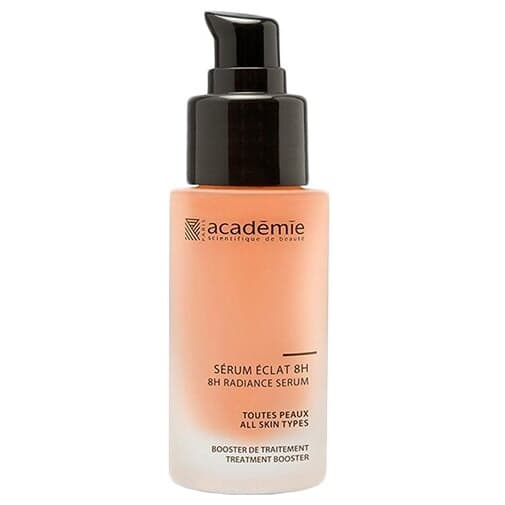 PARIS
académie
scientifique de beauté
SÉRUM ÉCLAT 8H
8H RADIANCE SERUM
TOUTES PEAUX
ALL SKIN TYPES
BOOSTER DE TRAITEMENT
TREATMENT BOOSTER